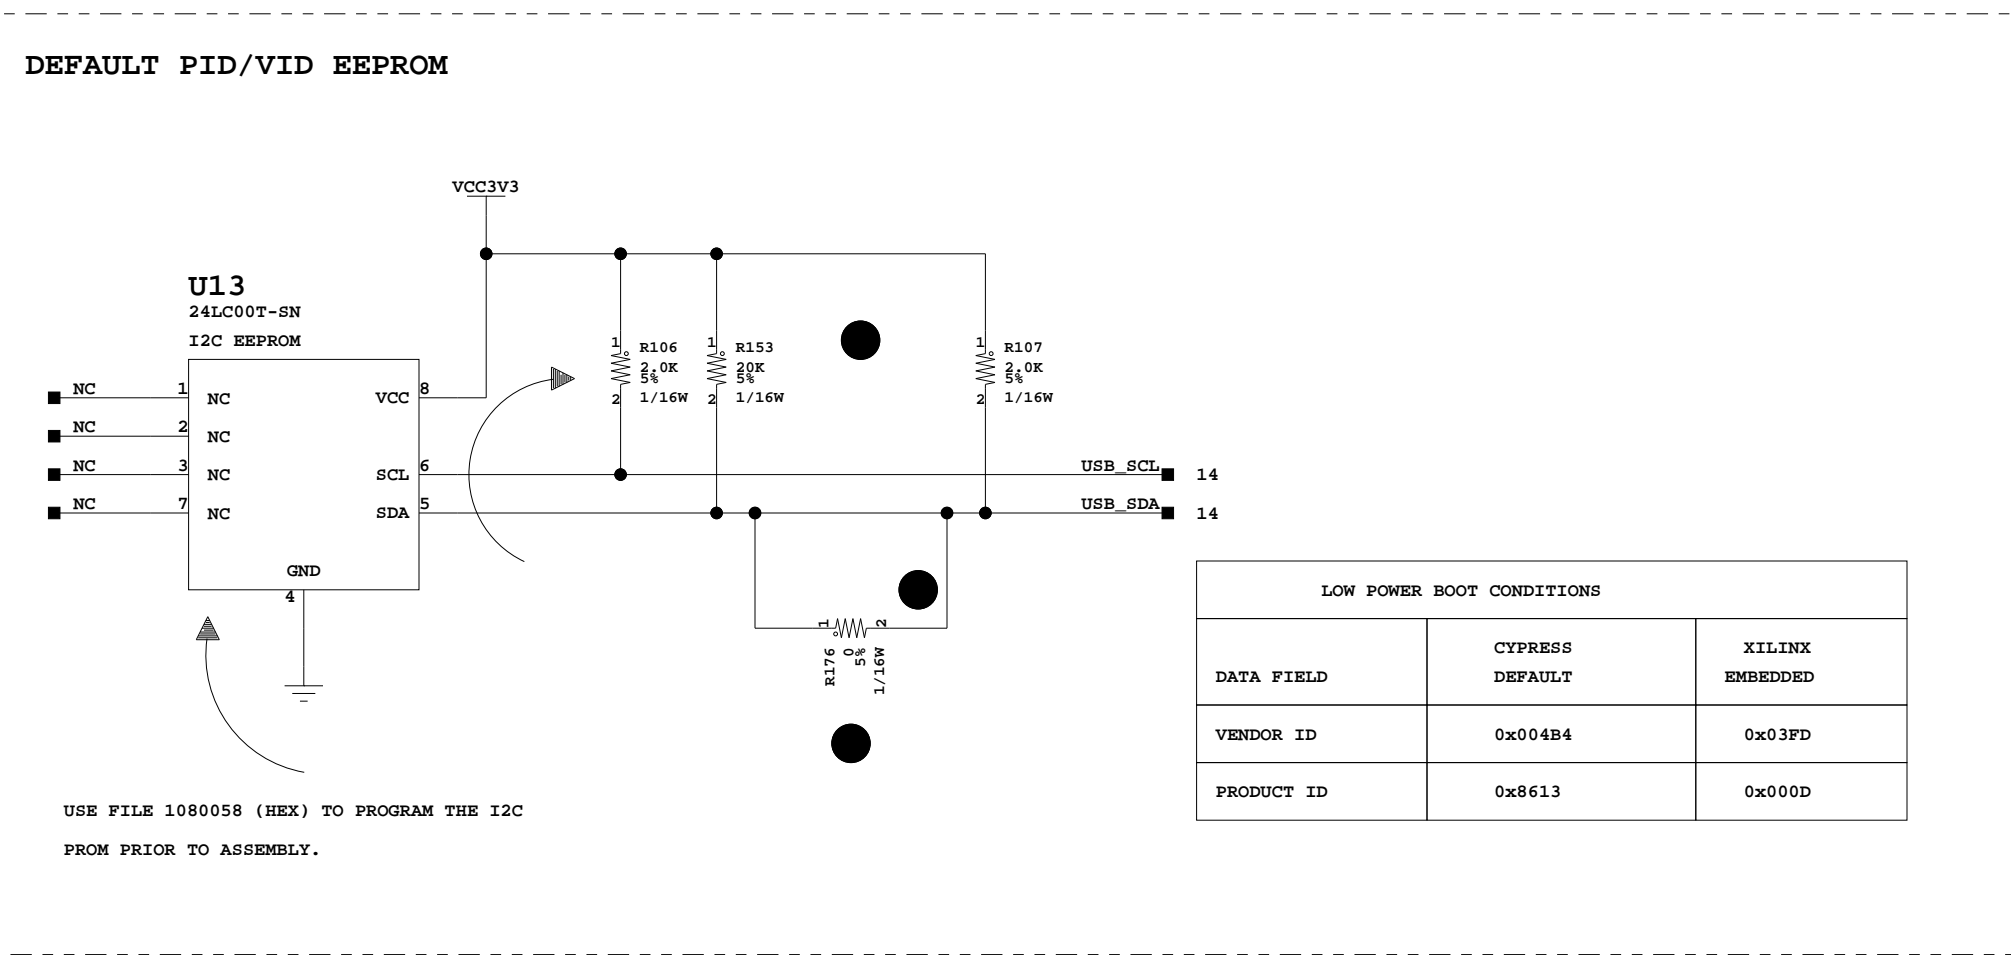 DEFAULT PID/VID EEPROM
VCC3V3
U13
24LC00T-SN
I2C EEPROM
NC 1 NC
NC 2 NC
NC 3 NC
NC 7 NC
VCC 8
SCL 6
SDA 5
GND
4
1 R106
2.0K
5%
2 1/16W
1 R153
20K
5%
2 1/16W
1 R107
2.0K
5%
2 1/16W
USB_SCL 14
USB_SDA 14
1 2
R176
0
5%
1/16W
USE FILE 1080058 (HEX) TO PROGRAM THE I2C
PROM PRIOR TO ASSEMBLY.
LOW POWER BOOT CONDITIONS
DATA FIELD
CYPRESS
DEFAULT
XILINX
EMBEDDED
VENDOR ID 0x004B4 0x03FD
PRODUCT ID 0x8613 0x000D